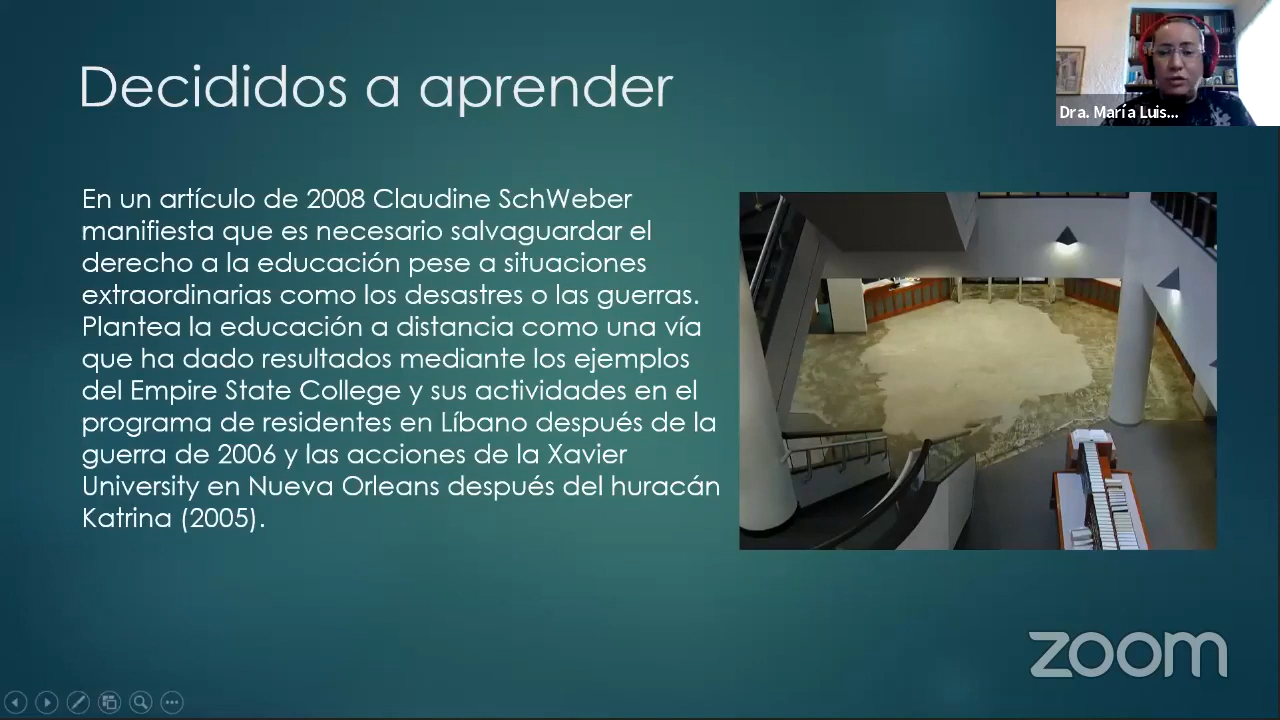 Decididos a aprender
Dra. María Luis...
En un artículo de 2008 Claudine SchWeber
manifiesta que es necesario salvaguardar el
derecho a la educación pese a situaciones
extraordinarias como los desastres o las guerras.
Plantea la educación a distancia como una vía
que ha dado resultados mediante los ejemplos
del Empire State College y sus actividades en el
programa de residentes en Líbano después de la
guerra de 2006 y las acciones de la Xavier
University en Nueva Orleans después del huracán
Katrina (2005).
zoom